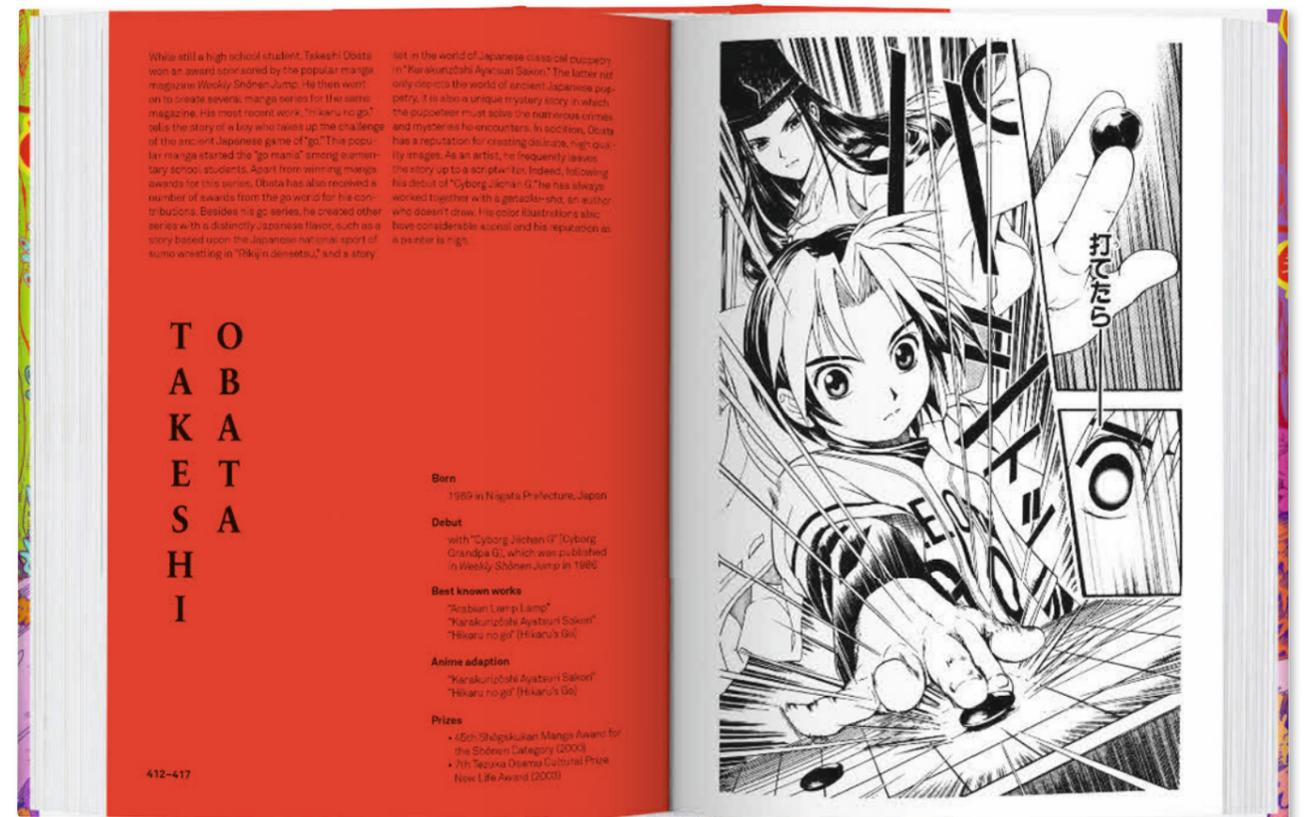 While still a high school student, Takeshi Obata
won an award sponsored by the popular manga
magazine Weekly Shōnen Jump. He then went
on to create several manga series for the same
magazine. His most recent work, "Hikaru no go,"
tells the story of a boy who takes up the challenge
of the ancient Japanese game of "go." This popu-
lar manga started the "go mania" among elemen-
tary school students. Apart from winning manga
awards for this series, Obata has also received a
number of awards from the go world for his con-
tributions. Besides his go series, he created other
series with a distinctly Japanese flavor, such as a
story based upon the Japanese national sport of
sumo wrestling in "Rikijin densetsu," and a story
set in the world of Japanese classical puppetry
in "Karakurizōshi Ayatsuri Sakon." The latter not
only depicts the world of ancient Japanese pup-
petry, it is also a unique mystery story in which
the puppeteer must solve the numerous crimes
and mysteries he encounters. In addition, Obata
has a reputation for creating delicate, high qual-
ity images. As an artist, he frequently leaves
the story up to a scriptwriter. Indeed, following
his debut of "Cyborg Jiichan G," he has always
worked together with a gensaku-sha, an author
who doesn't draw. His color illustrations also
have considerable appeal and his reputation as
a painter is high.
TAKESHI
OBATA
Born
in Niigata Prefecture, Japan
Debut
with "Cyborg Jiichan G" (Cyborg
Grandpa G), which was published
in Weekly Shōnen Jump in
Best known works
"Arabian Lamp Lamp"
"Karakurizōshi Ayatsuri Sakon"
"Hikaru no go" (Hikaru's Go)
Anime adaption
"Karakurizōshi Ayatsuri Sakon"
"Hikaru no go" (Hikaru's Go)
Prizes
• 45th Shōgakukan Manga Award for
the Shōnen Category (2000)
• 7th Tezuka Osamu Cultural Prize
New Life Award (2003)
412–417
打てたら